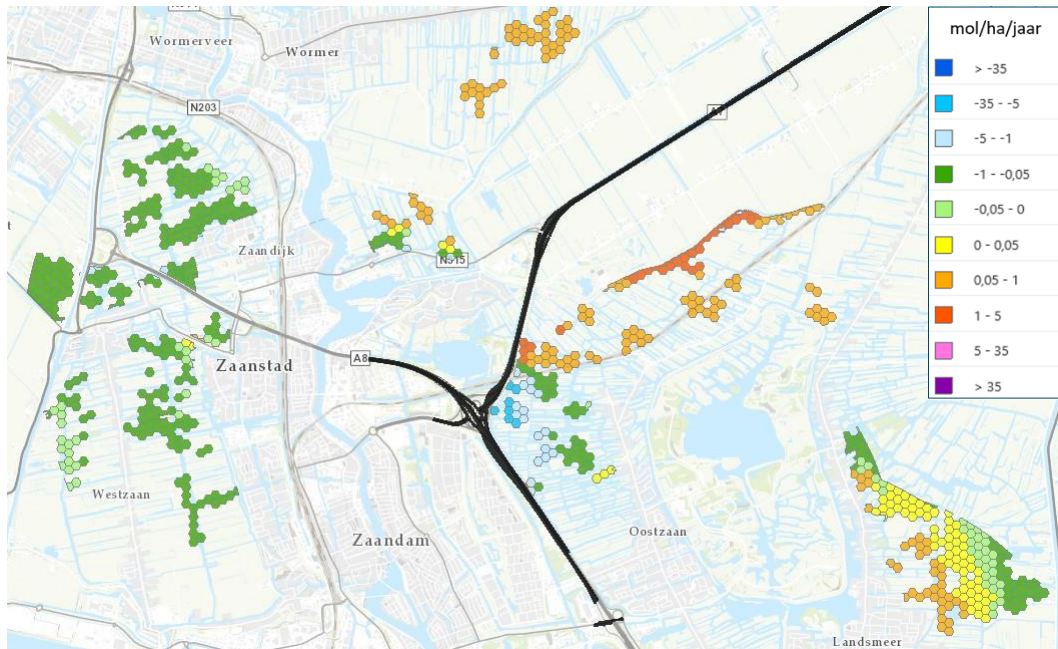 Wormerveer
Wormer
N203
A7
Zaandijk
N515
Zaanstad
A8
Westzaan
Zaandam
Oostzaan
Landsmeer
mol/ha/jaar
> -35
-35 - -5
-5 - -1
-1 - -0,05
-0,05 - 0
0 - 0,05
0,05 - 1
1 - 5
5 - 35
> 35